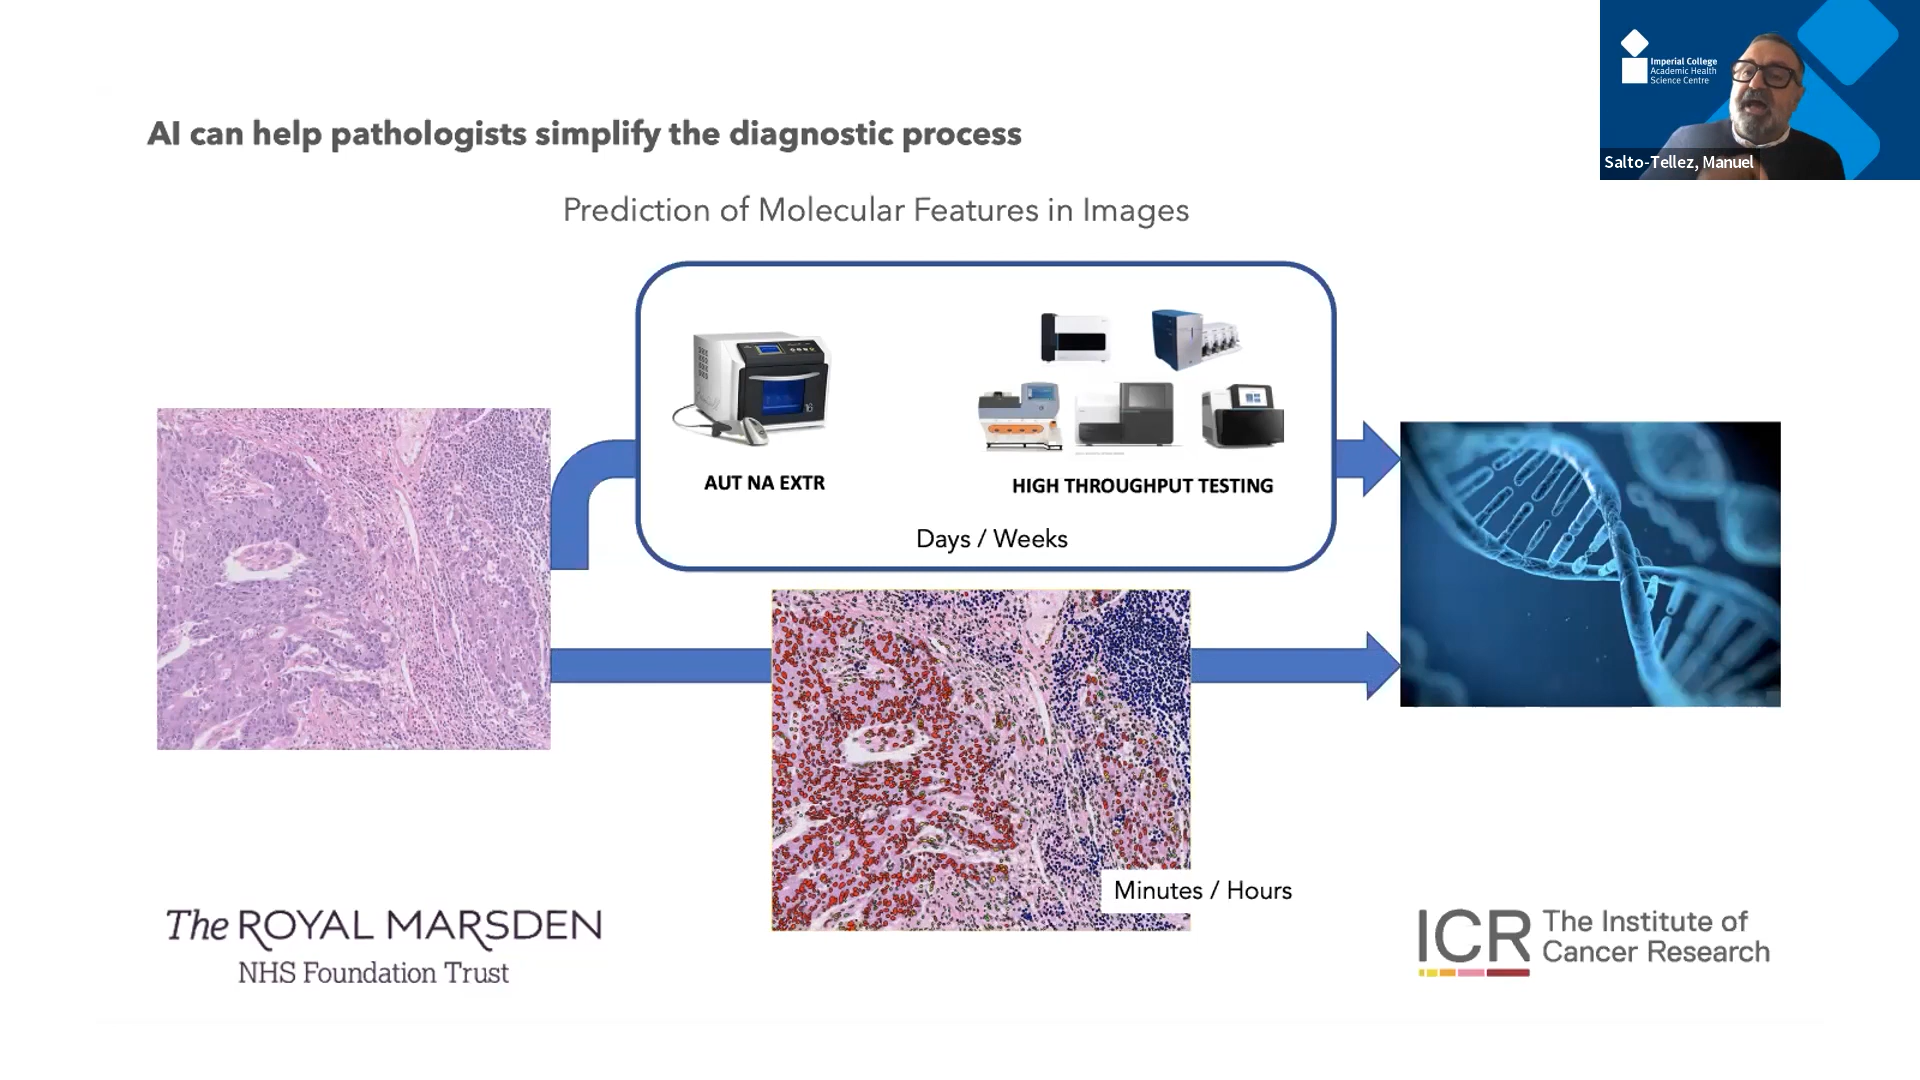 Imperial College
Academic Health
Science Centre
Salto-Tellez, Manuel
AI can help pathologists simplify the diagnostic process
Prediction of Molecular Features in Images
AUT NA EXTR
HIGH THROUGHPUT TESTING
Days / Weeks
Minutes / Hours
The ROYAL MARSDEN
NHS Foundation Trust
ICR The Institute of
Cancer Research